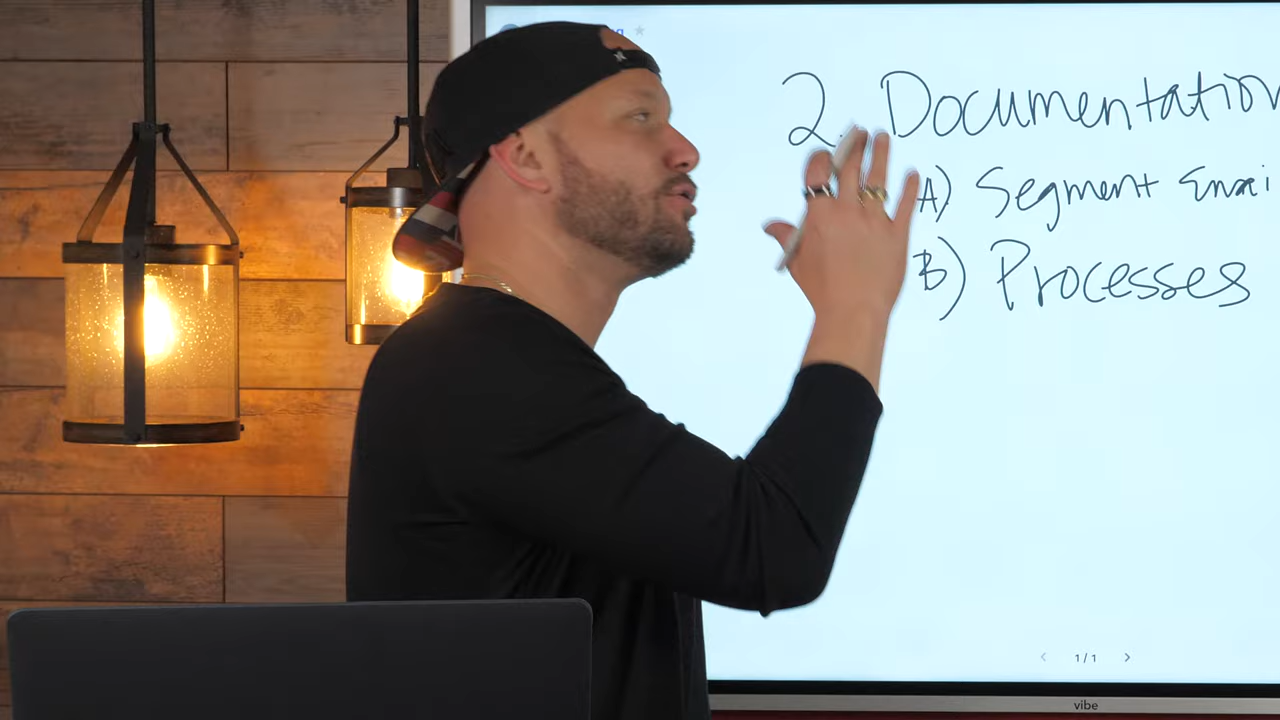 2. Documentation
A) Segment Emai
B) Processes
1/1
vibe